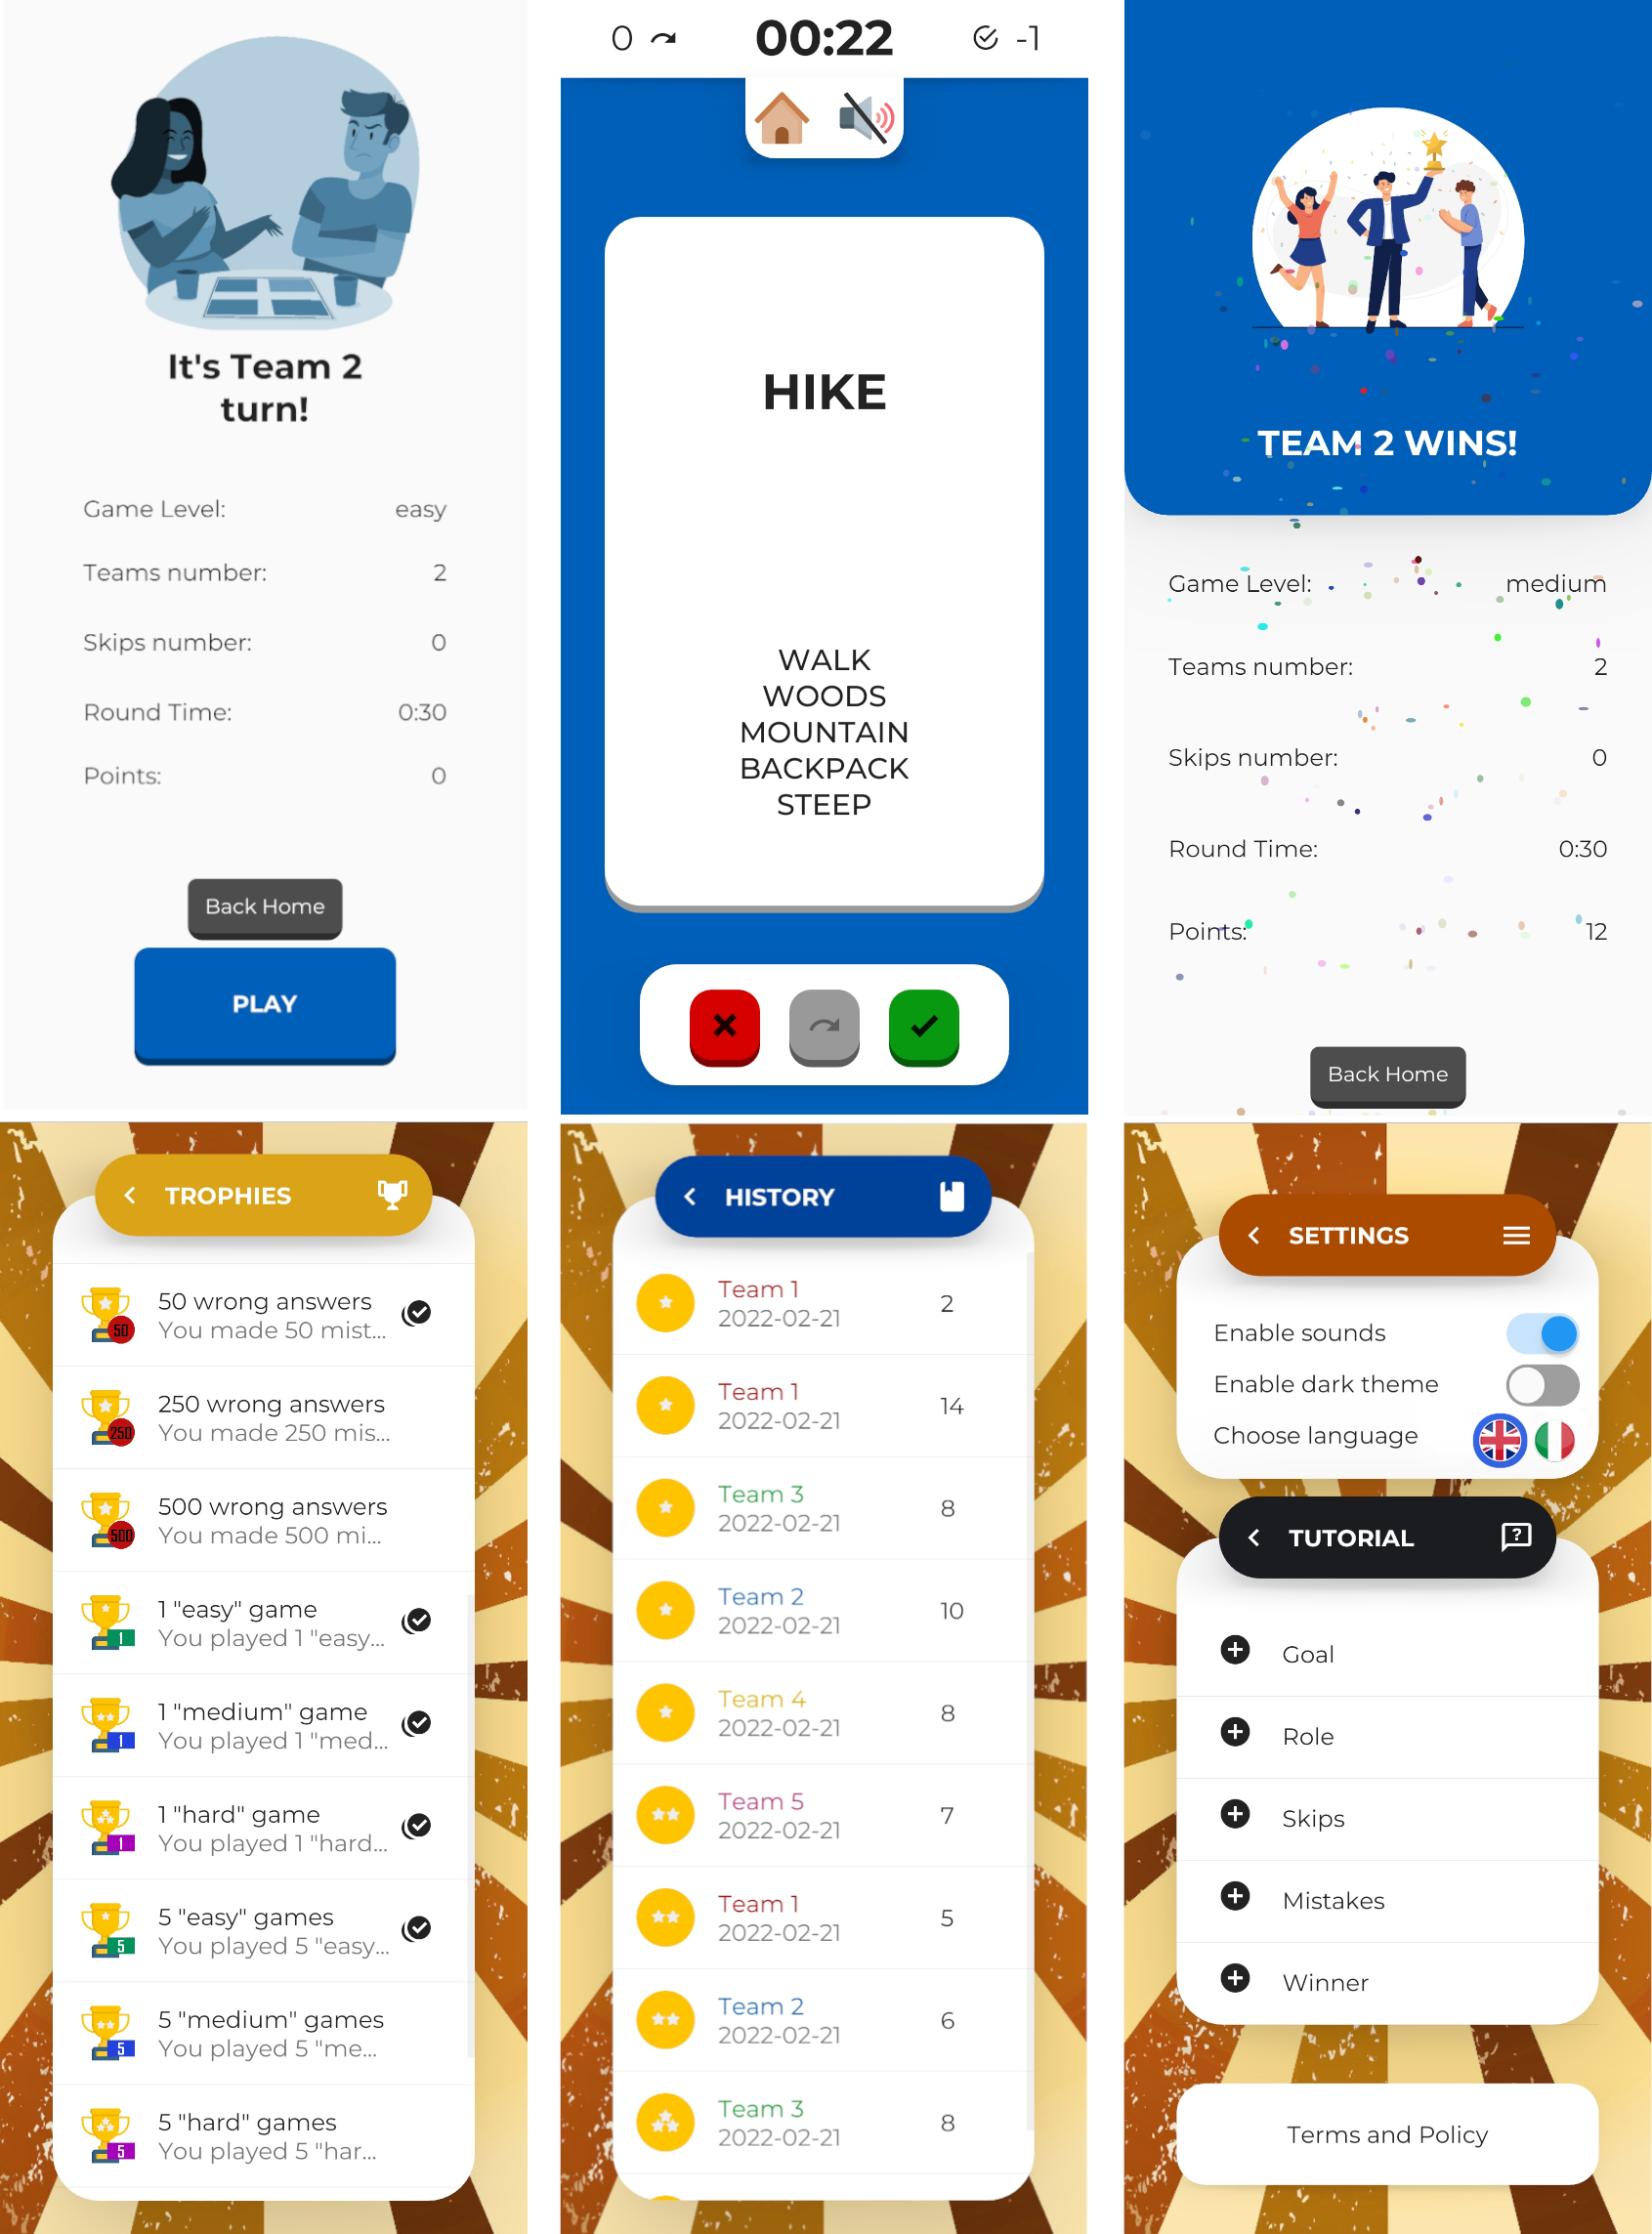 It's Team 2
turn!
Game Level: easy
Teams number: 2
Skips number: 0
Round Time: 0:30
Points: 0
Back Home
PLAY
0 00:22 -1
HIKE
WALK
WOODS
MOUNTAIN
BACKPACK
STEEP
TEAM 2 WINS!
Game Level: medium
Teams number: 2
Skips number: 0
Round Time: 0:30
Points: 12
Back Home
TROPHIES
50 wrong answers
You made 50 mist...
50
250 wrong answers
You made 250 mis...
250
500 wrong answers
You made 500 mi...
500
1 "easy" game
You played 1 "easy...
1
1 "medium" game
You played 1 "med...
1
1 "hard" game
You played 1 "hard...
1
5 "easy" games
You played 5 "easy...
5
5 "medium" games
You played 5 "me...
5
5 "hard" games
You played 5 "har...
5
HISTORY
Team 1 2
2022-02-21
Team 1 14
2022-02-21
Team 3 8
2022-02-21
Team 2 10
2022-02-21
Team 4 8
2022-02-21
Team 5 7
2022-02-21
Team 1 5
2022-02-21
Team 2 6
2022-02-21
Team 3 8
2022-02-21
SETTINGS
Enable sounds
Enable dark theme
Choose language
TUTORIAL
Goal
Role
Skips
Mistakes
Winner
Terms and Policy